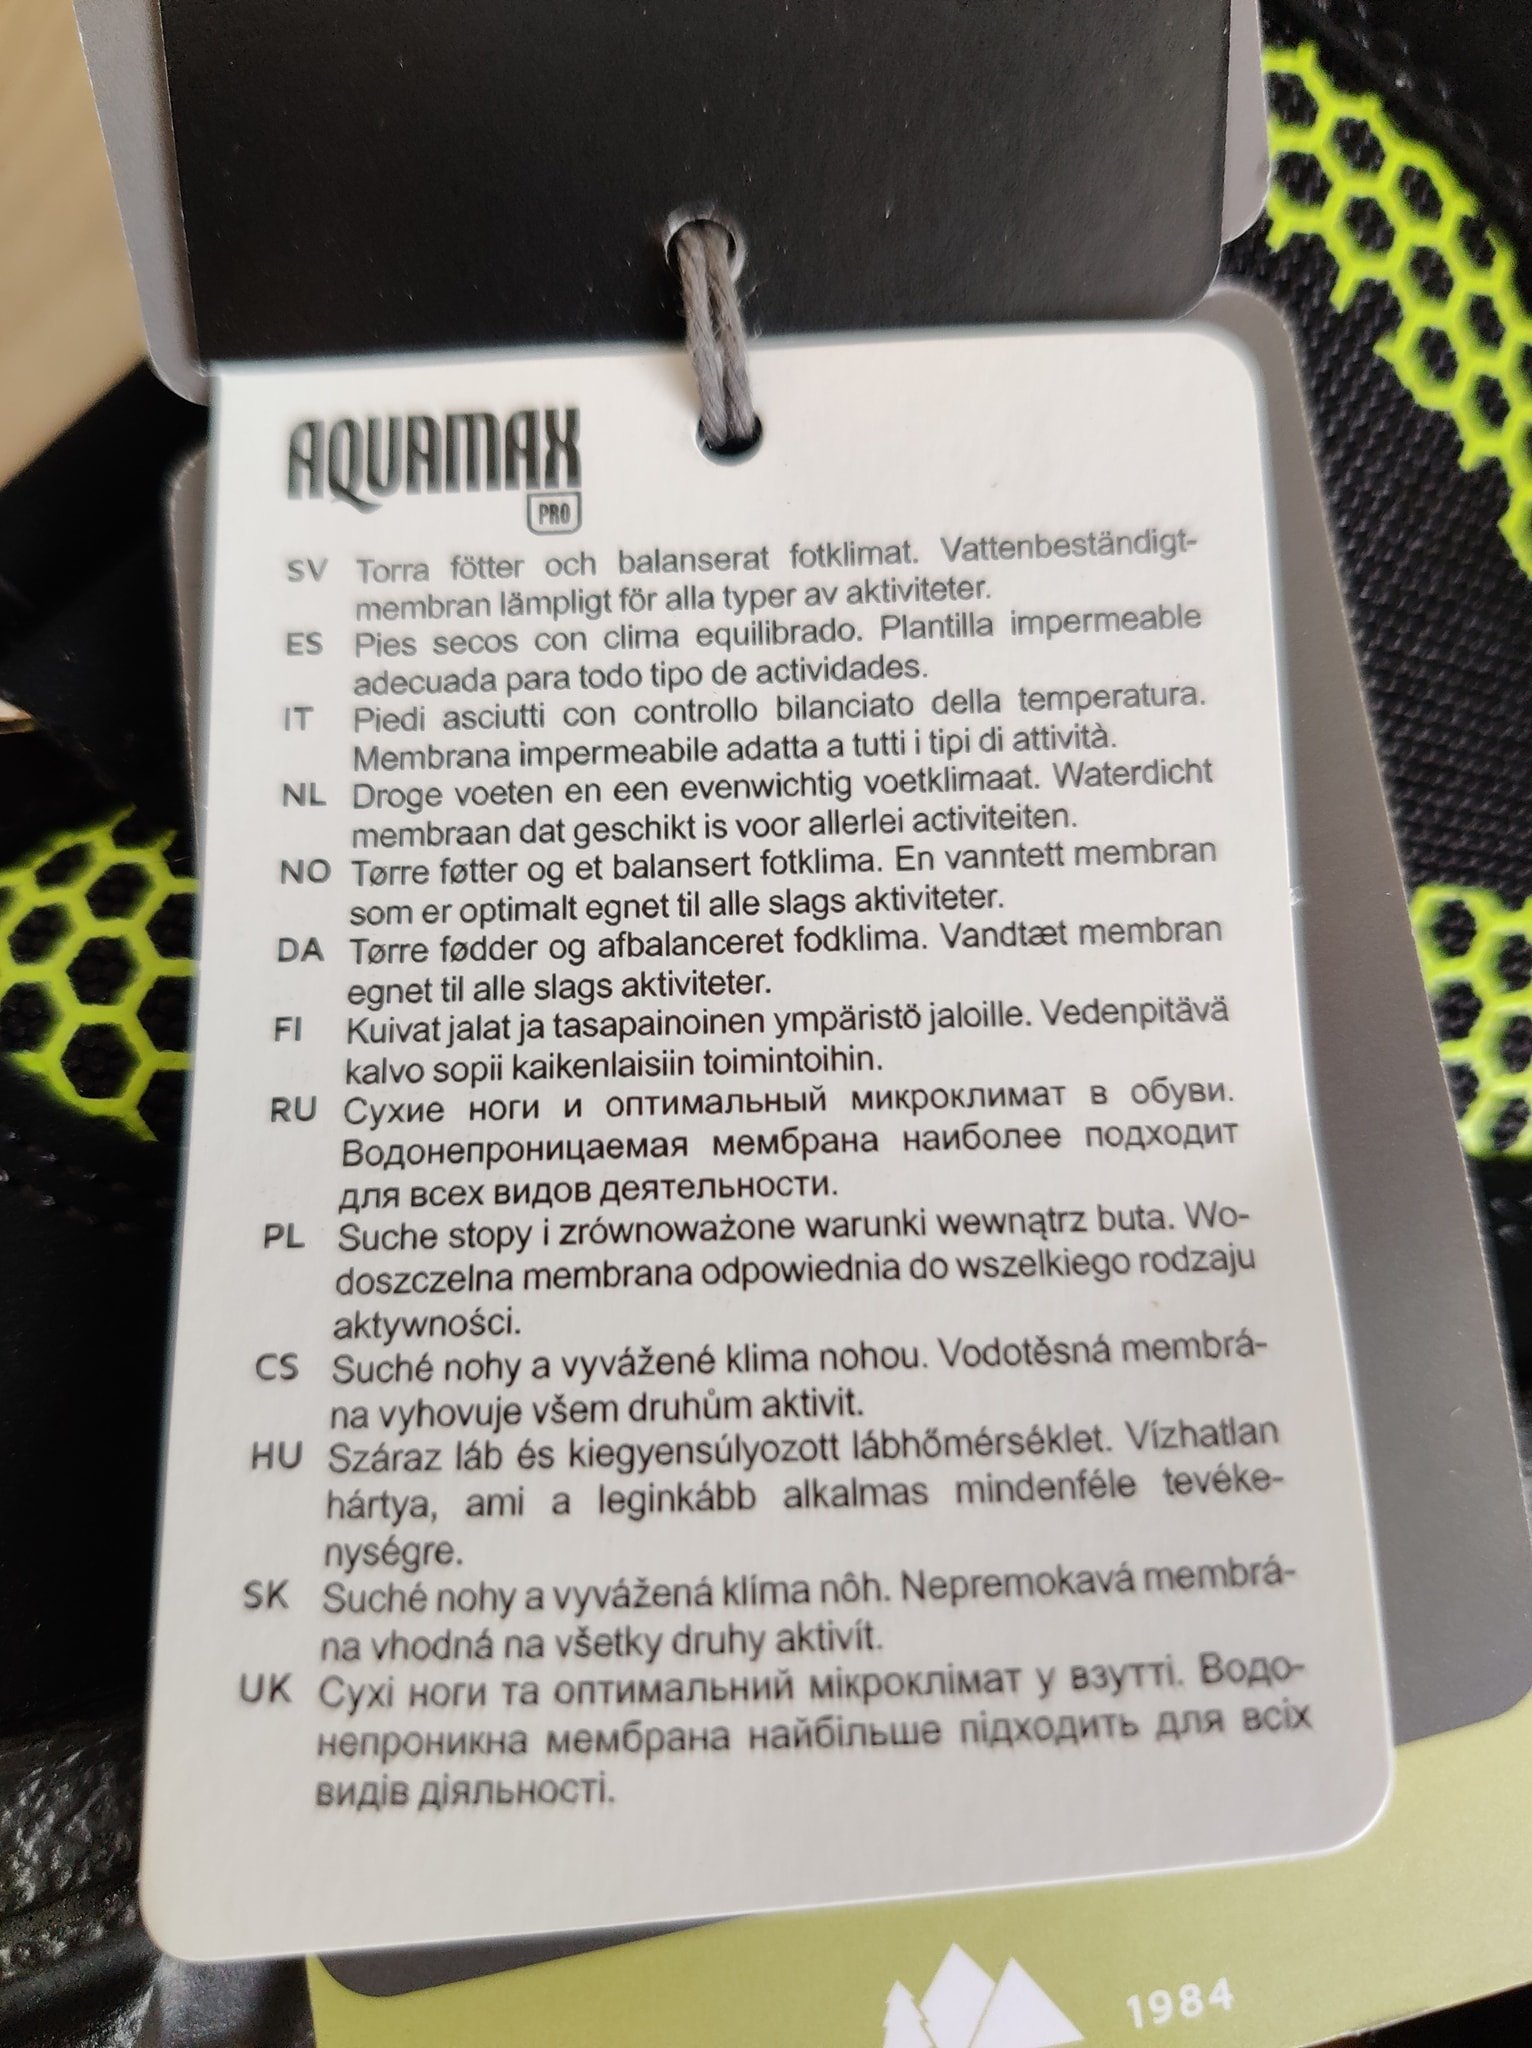 AQUAMAX
PRO
SV Torra fötter och balanserat fotklimat. Vattenbeständigt-
membran lämpligt för alla typer av aktiviteter.
ES Pies secos con clima equilibrado. Plantilla impermeable
adecuada para todo tipo de actividades.
IT Piedi asciutti con controllo bilanciato della temperatura.
Membrana impermeabile adatta a tutti i tipi di attività.
NL Droge voeten en een evenwichtig voetklimaat. Waterdicht
membraan dat geschikt is voor allerlei activiteiten.
NO Tørre føtter og et balansert fotklima. En vanntett membran
som er optimalt egnet til alle slags aktiviteter.
DA Tørre fødder og afbalanceret fodklima. Vandtæt membran
egnet til alle slags aktiviteter.
FI Kuivat jalat ja tasapainoinen ympäristö jaloille. Vedenpitävä
kalvo sopii kaikenlaisiin toimintoihin.
RU Сухие ноги и оптимальный микроклимат в обуви.
Водонепроницаемая мембрана наиболее подходит
для всех видов деятельности.
PL Suche stopy i zrównoważone warunki wewnątrz buta. Wo-
doszczelna membrana odpowiednia do wszelkiego rodzaju
aktywności.
CS Suché nohy a vyvážené klima nohou. Vodotěsná membrá-
na vyhovuje všem druhům aktivit.
HU Száraz láb és kiegyensúlyozott lábhőmérséklet. Vízhatlan
hártya, ami a leginkább alkalmas mindenféle tevéke-
nységre.
SK Suché nohy a vyvážená klíma nôh. Nepremokavá membrá-
na vhodná na všetky druhy aktivít.
UK Сухі ноги та оптимальний мікроклімат у взутті. Водо-
непроникна мембрана найбільше підходить для всіх
видів діяльності.
1984